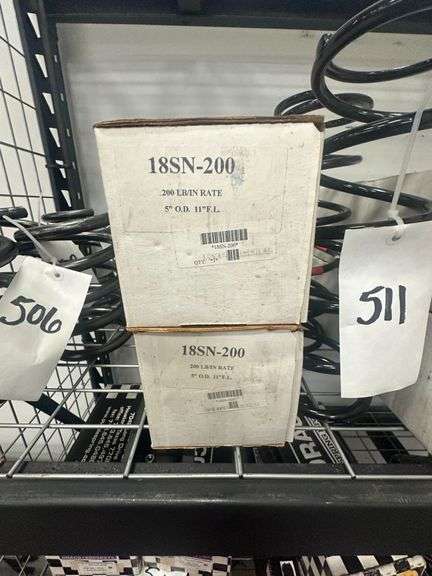 18SN-200
200 LB/IN RATE
5" O.D. 11" F.L.
*18SN-200*
QTY
506
511
18SN-200
200 LB/IN RATE
5" O.D. 11" F.L.